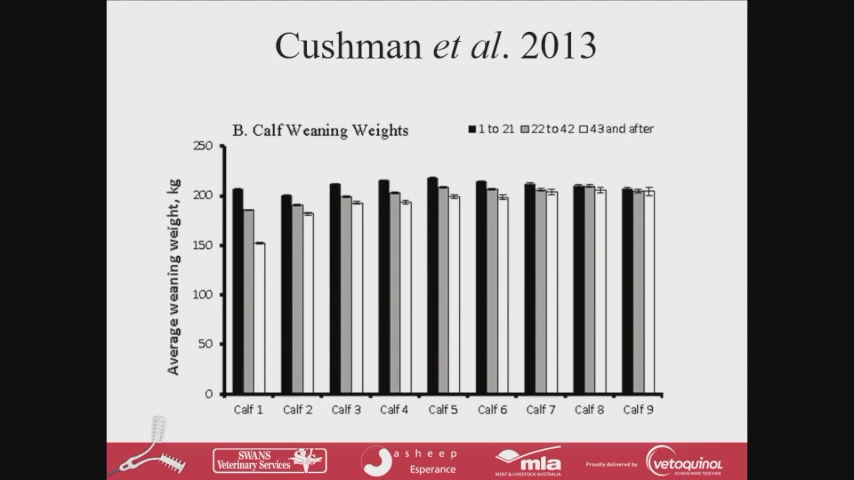 Cushman et al. 2013
B. Calf Weaning Weights
1 to 21 22 to 42 43 and after
Average weaning weight, kg
250
200
150
100
50
0
Calf 1 Calf 2 Calf 3 Calf 4 Calf 5 Calf 6 Calf 7 Calf 8 Calf 9
SWANS
Veterinary Services
asheep
Esperance
mla
MEAT & LIVESTOCK AUSTRALIA
Proudly delivered by
vetoquinol
ACHIEVE MORE TOGETHER